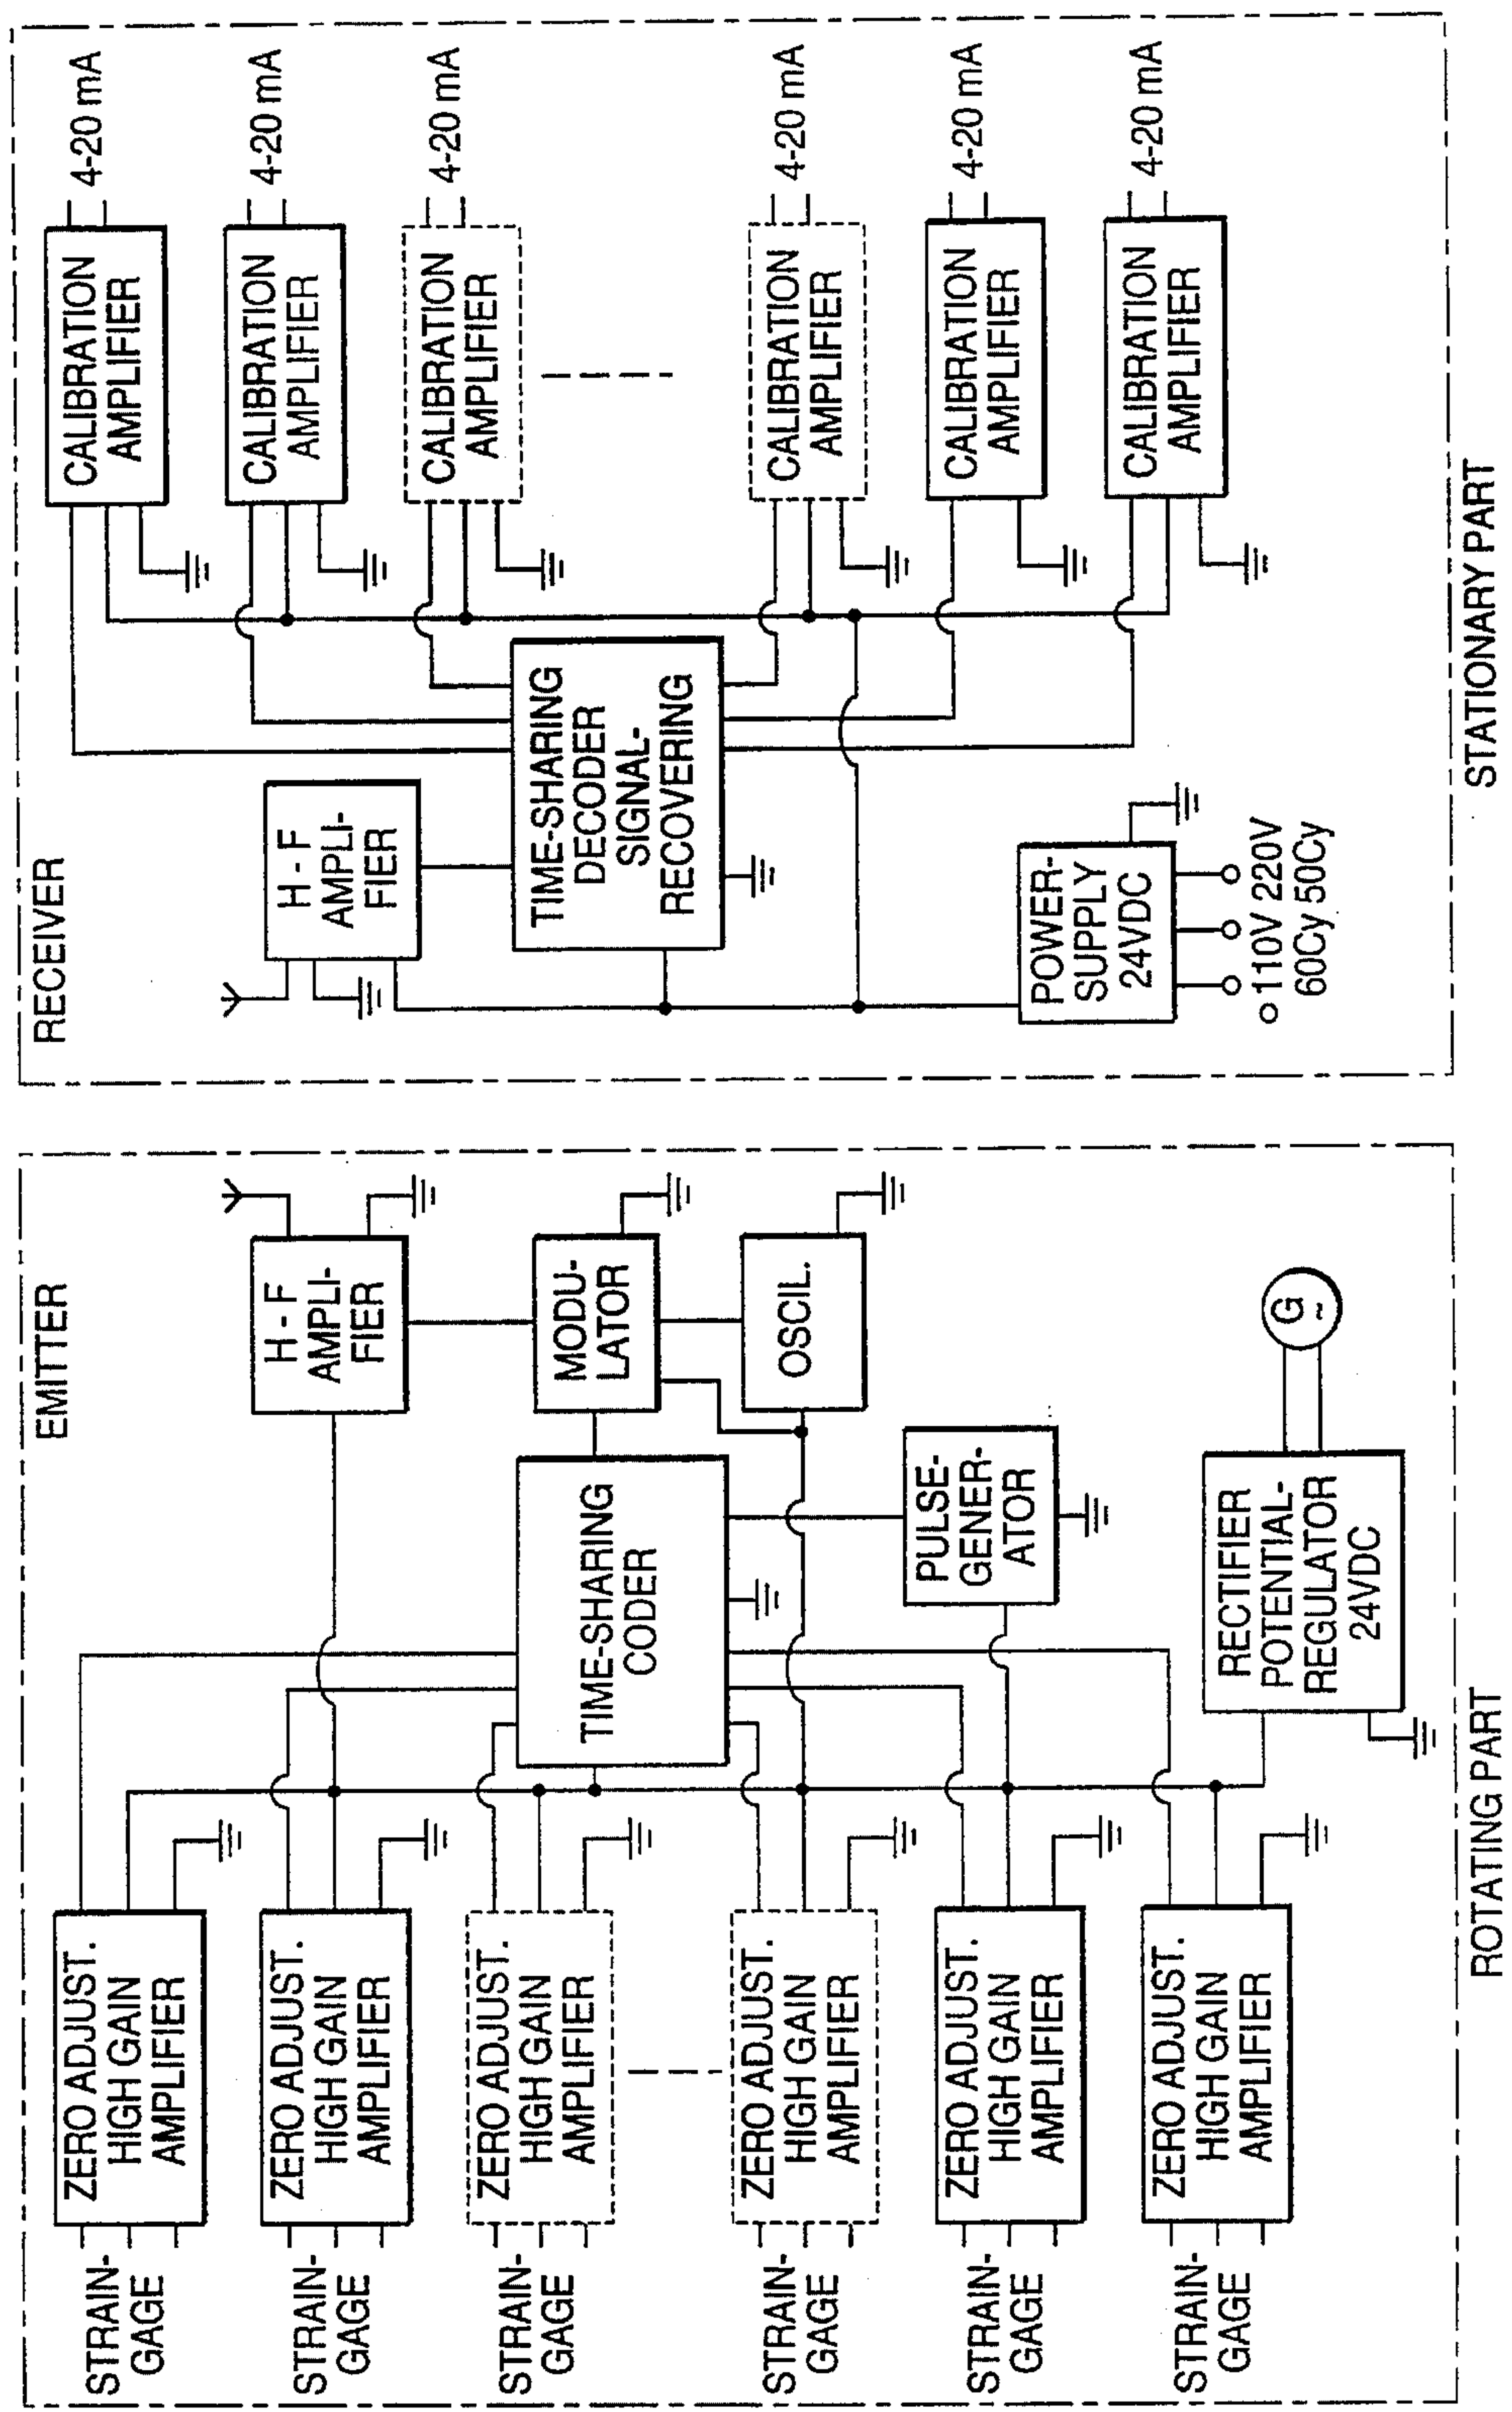 EMITTER
STRAIN-
GAGE
ZERO ADJUST.
HIGH GAIN
AMPLIFIER
STRAIN-
GAGE
ZERO ADJUST.
HIGH GAIN
AMPLIFIER
STRAIN-
GAGE
ZERO ADJUST.
HIGH GAIN
AMPLIFIER
STRAIN-
GAGE
ZERO ADJUST.
HIGH GAIN
AMPLIFIER
STRAIN-
GAGE
ZERO ADJUST.
HIGH GAIN
AMPLIFIER
STRAIN-
GAGE
ZERO ADJUST.
HIGH GAIN
AMPLIFIER
TIME-SHARING
CODER
H - F
AMPLI-
FIER
MODU-
LATOR
OSCIL.
PULSE-
GENER-
ATOR
RECTIFIER
POTENTIAL-
REGULATOR
24VDC
G
~
ROTATING PART
RECEIVER
H - F
AMPLI-
FIER
TIME-SHARING
DECODER
SIGNAL-
RECOVERING
POWER-
SUPPLY
24VDC
110V 220V
60Cy 50Cy
CALIBRATION
AMPLIFIER
4-20 mA
CALIBRATION
AMPLIFIER
4-20 mA
CALIBRATION
AMPLIFIER
4-20 mA
CALIBRATION
AMPLIFIER
4-20 mA
CALIBRATION
AMPLIFIER
4-20 mA
CALIBRATION
AMPLIFIER
4-20 mA
STATIONARY PART